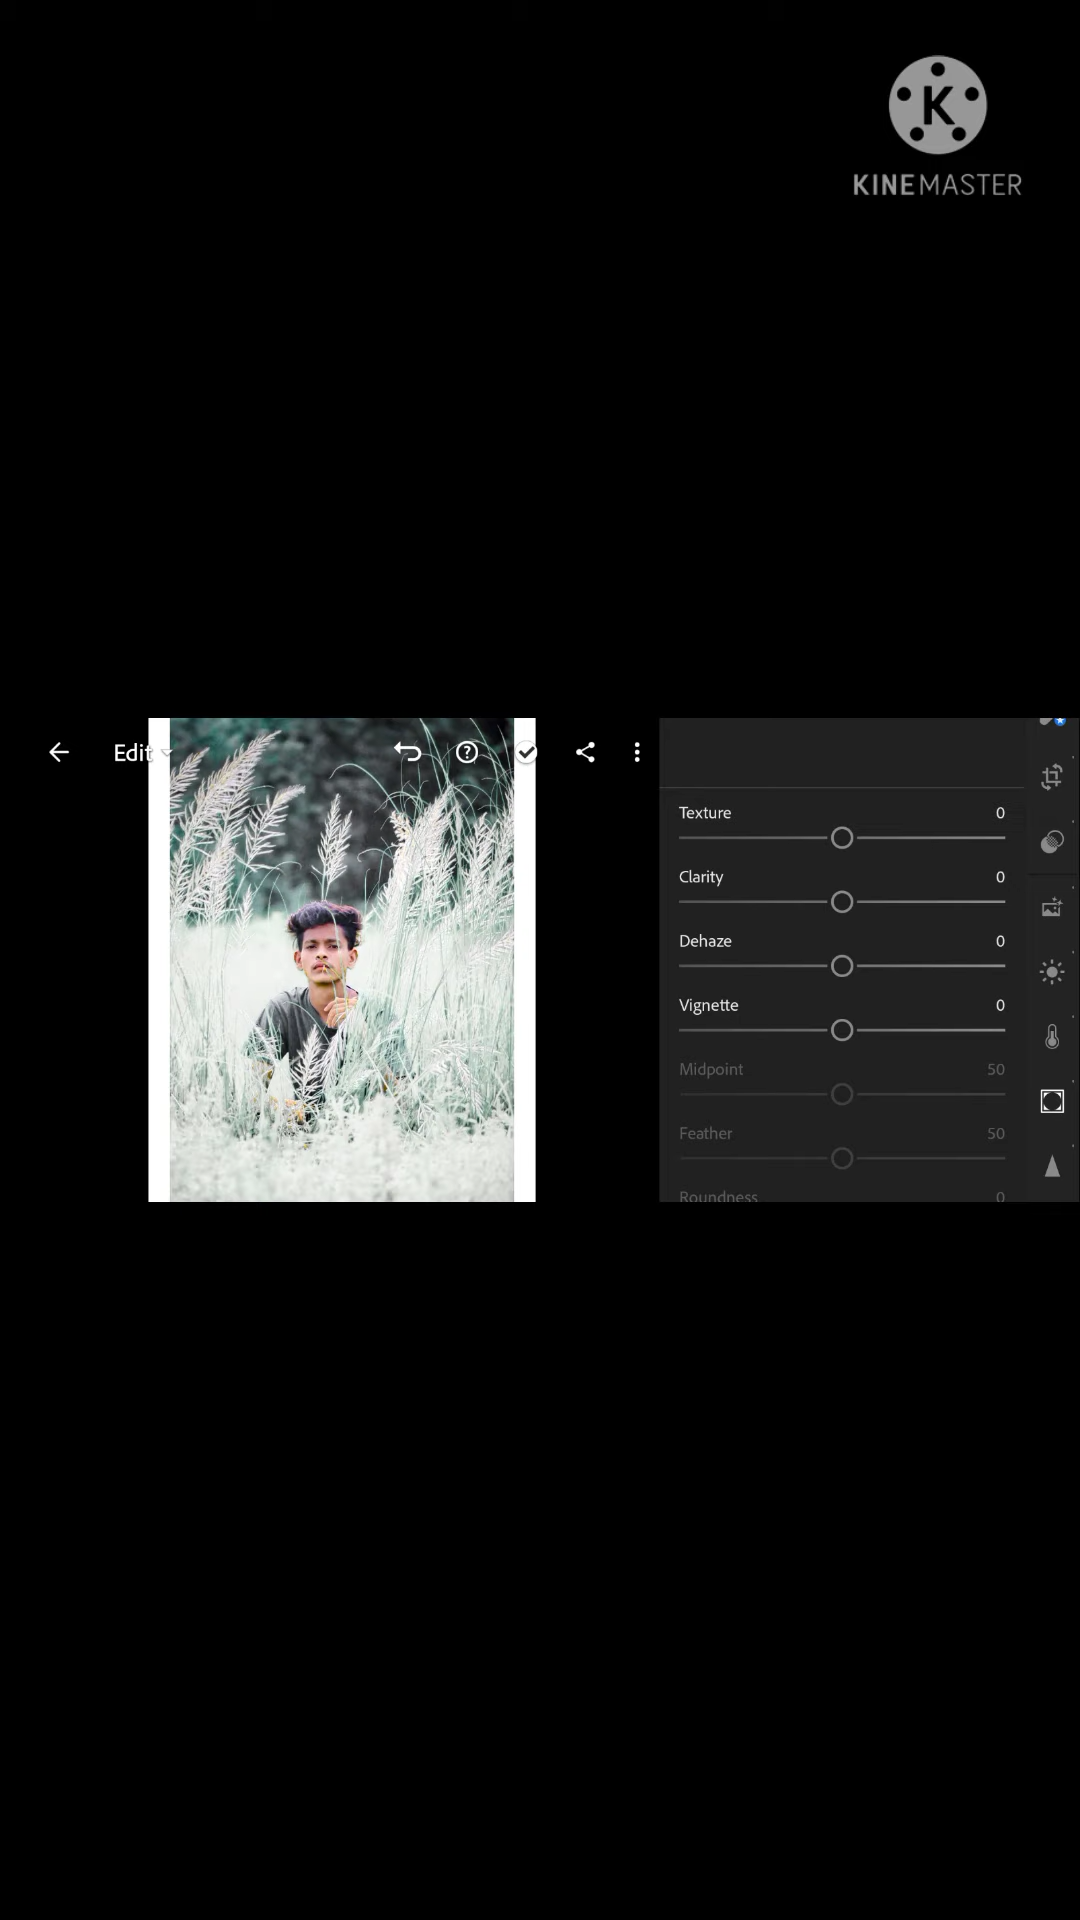 KINEMASTER
Edit
Texture 0
Clarity 0
Dehaze 0
Vignette 0
Midpoint 50
Feather 50
Roundness 0